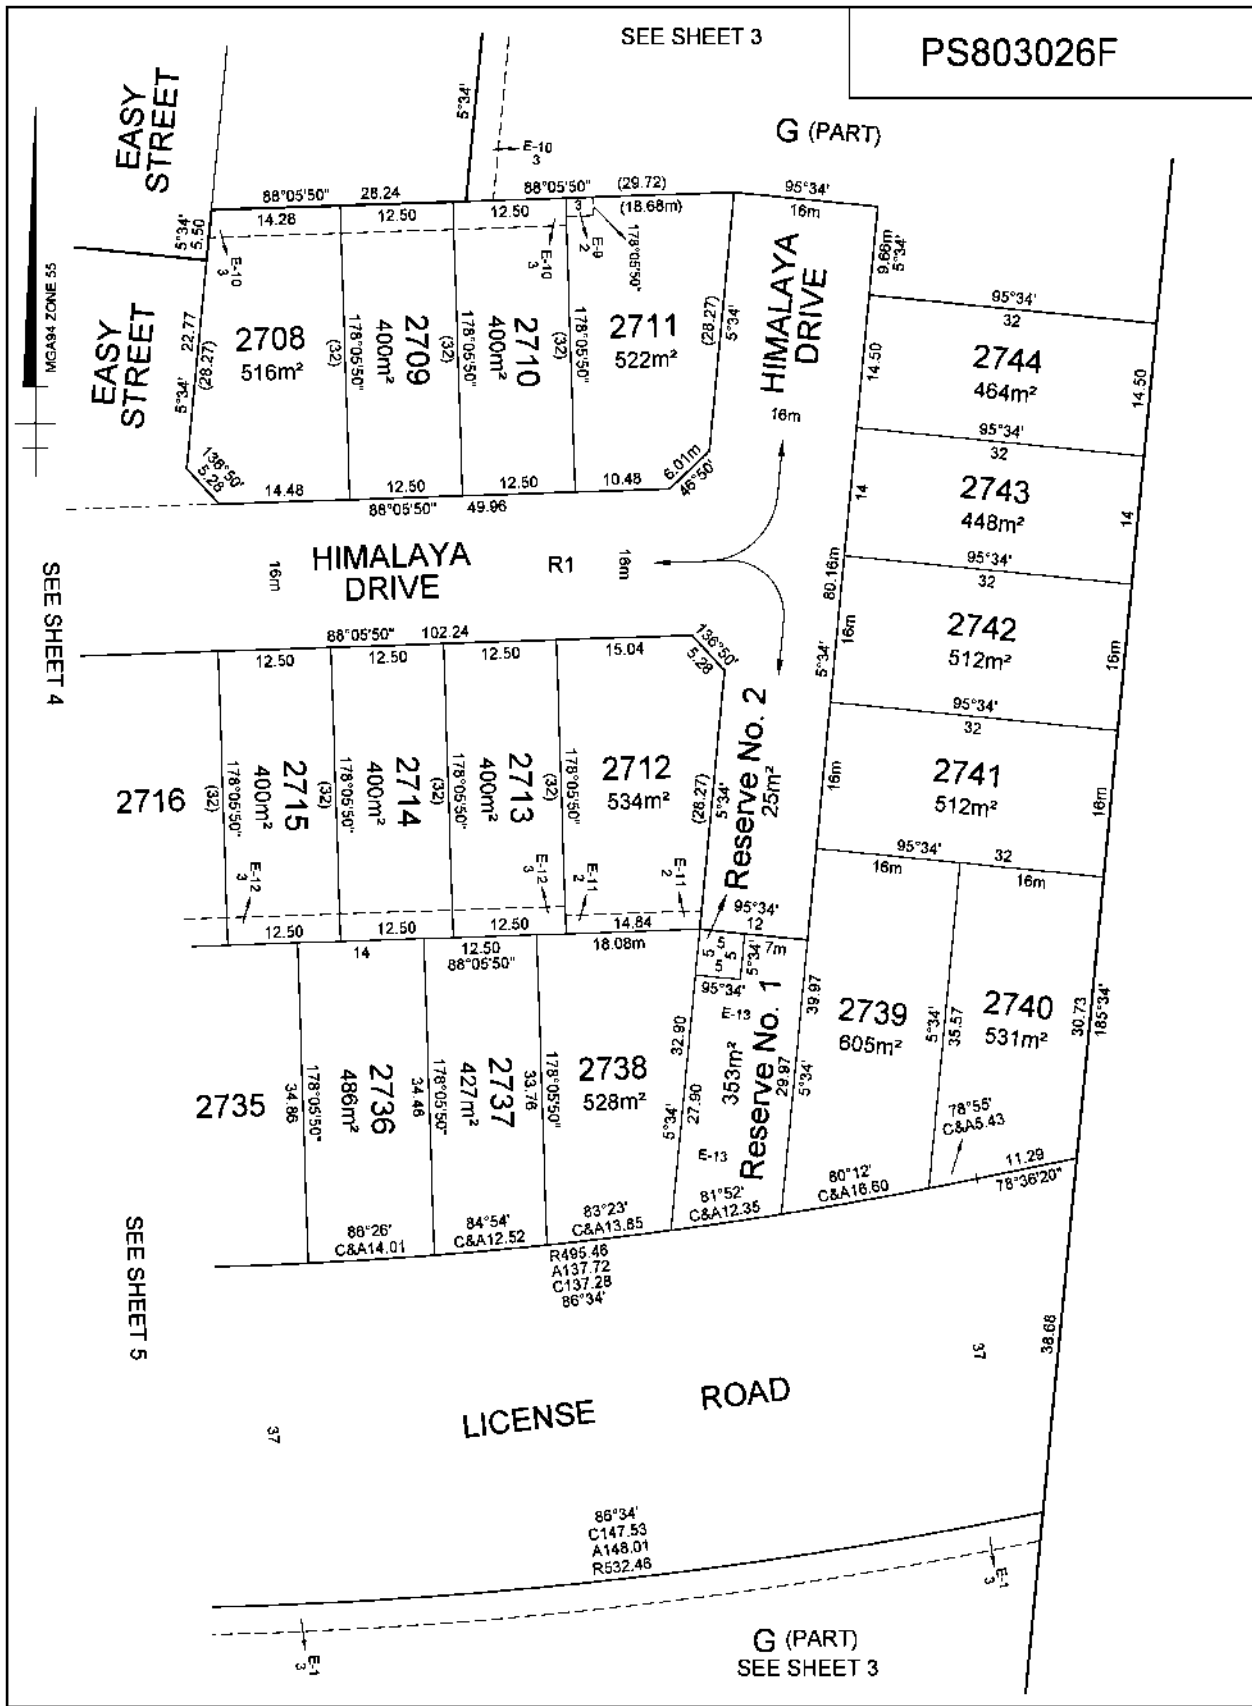 SEE SHEET 3
PS803026F
EASY
STREET
5°34'
E-10
3
G (PART)
88°05'50" 28.24
88°05'50" (29.72)
95°34'
14.28
12.50
12.50
3
(18.68m)
16m
5°34'
5.50
E-10
3
E-10
3
E-9
2
178°05'50"
9.66m
5°34'
MGA94 ZONE 55
EASY
STREET
22.77
(28.27)
5°34'
2708
516m²
(32)
178°05'50"
2709
400m²
(32)
178°05'50"
2710
400m²
(32)
178°05'50"
2711
522m²
(28.27)
5°34'
HIMALAYA
DRIVE
16m
95°34'
32
14.50
2744
464m²
14.50
95°34'
32
136°50'
5.28
14.48
12.50
12.50
10.48
6.01m
46°50'
88°05'50" 49.96
14
2743
448m²
14
HIMALAYA
DRIVE
16m
R1
16m
95°34'
32
80.16m
5°34'
SEE SHEET 4
88°05'50" 102.24
12.50
12.50
12.50
15.04
136°50'
5.28
16m
2742
512m²
16m
95°34'
32
2716
(32)
178°05'50"
2715
400m²
(32)
178°05'50"
2714
400m²
(32)
178°05'50"
2713
400m²
(32)
178°05'50"
2712
534m²
(28.27)
5°34'
Reserve No. 2
25m²
16m
2741
512m²
16m
95°34'
32
16m
16m
E-12
3
E-12
3
E-11
2
E-11
2
12.50
12.50
12.50
14.84
95°34'
12
14
12.50
88°05'50"
18.08m
5
5
5
5
5°34'
7m
95°34'
E-13
2735
34.86
178°05'50"
2736
486m²
34.46
178°05'50"
2737
427m²
33.76
178°05'50"
2738
528m²
32.90
27.90
5°34'
353m²
Reserve No. 1
E-13
39.97
29.97
5°34'
2739
605m²
5°34'
35.57
2740
531m²
30.73
185°34'
78°55'
C&A5.43
11.29
78°36'20"
80°12'
C&A16.60
81°52'
C&A12.35
83°23'
C&A13.85
84°54'
C&A12.52
86°26'
C&A14.01
R495.46
A137.72
C137.28
86°34'
SEE SHEET 5
38.68
37
LICENSE ROAD
37
86°34'
C147.53
A148.01
R532.46
E-1
3
E-1
3
G (PART)
SEE SHEET 3